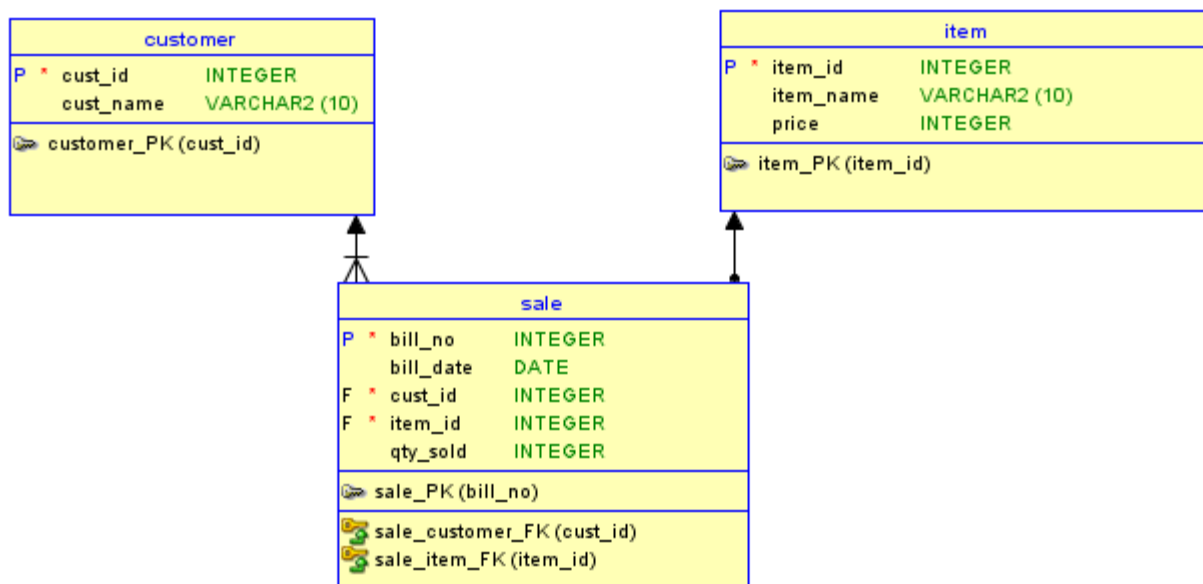 customer
P * cust_id INTEGER
cust_name VARCHAR2 (10)
customer_PK (cust_id)
item
P * item_id INTEGER
item_name VARCHAR2 (10)
price INTEGER
item_PK (item_id)
sale
P * bill_no INTEGER
bill_date DATE
F * cust_id INTEGER
F * item_id INTEGER
qty_sold INTEGER
sale_PK (bill_no)
sale_customer_FK (cust_id)
sale_item_FK (item_id)